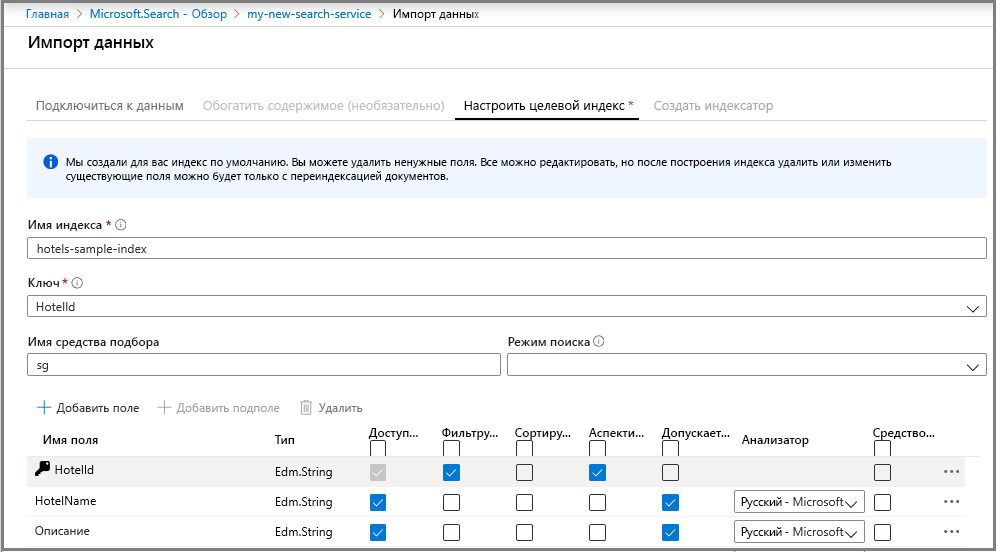 Главная > Microsoft.Search - Обзор > my-new-search-service > Импорт данных
Импорт данных
Подключиться к данным Обогатить содержимое (необязательно) Настроить целевой индекс * Создать индексатор
Мы создали для вас индекс по умолчанию. Вы можете удалить ненужные поля. Все можно редактировать, но после построения индекса удалить или изменить
существующие поля можно будет только с переиндексацией документов.
Имя индекса *
hotels-sample-index
Ключ *
HotelId
Имя средства подбора Режим поиска
sg
Добавить поле Добавить подполе Удалить
Имя поля Тип Доступ... Фильтру... Сортиру... Аспекти... Допускает... Анализатор Средство...
HotelId Edm.String
HotelName Edm.String Русский - Microsoft
Описание Edm.String Русский - Microsoft